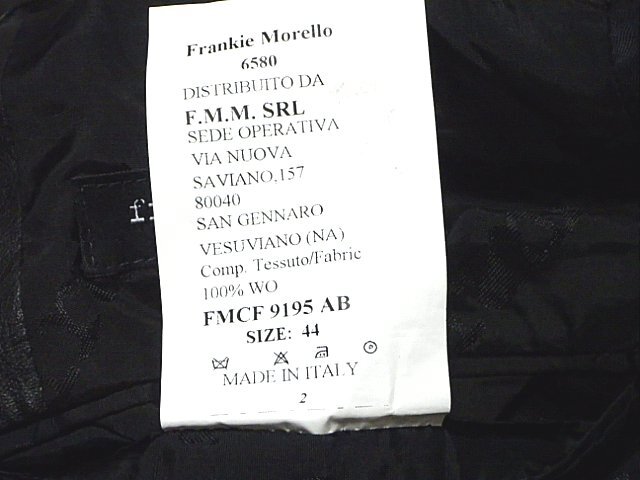 Frankie Morello
6580
DISTRIBUITO DA
F.M.M. SRL
SEDE OPERATIVA
VIA NUOVA
SAVIANO,157
80040
SAN GENNARO
VESUVIANO (NA)
Comp. Tessuto/Fabric
100% WO
FMCF 9195 AB
SIZE: 44
MADE IN ITALY
2